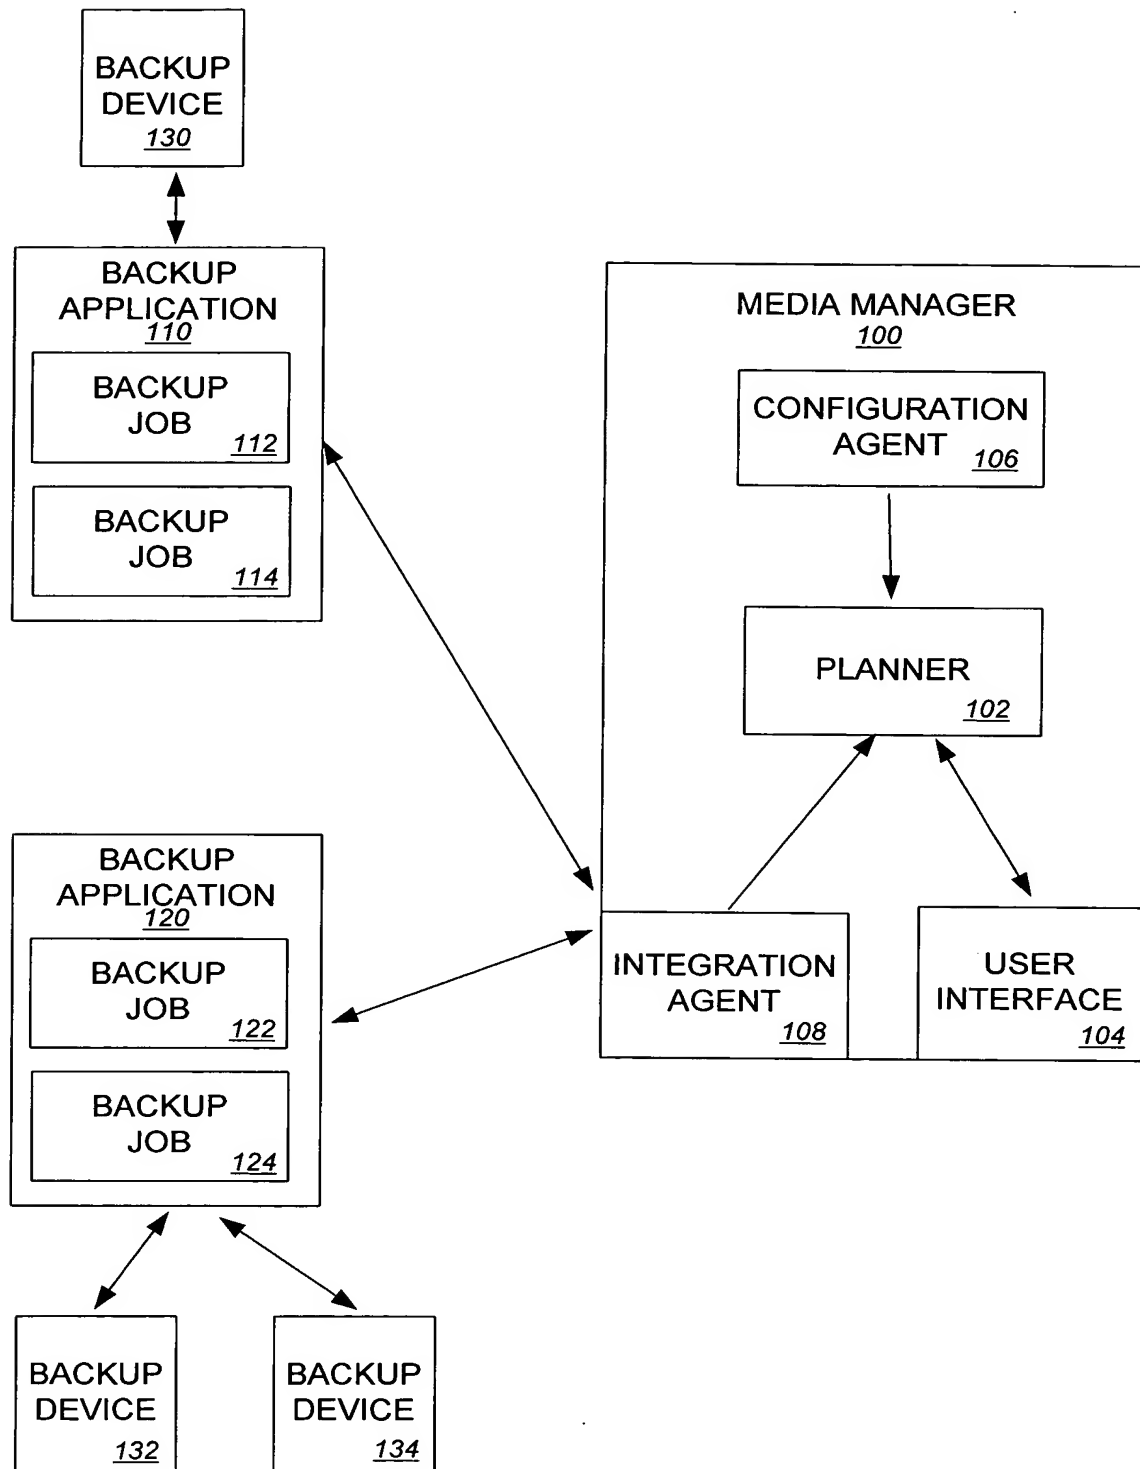 BACKUP
DEVICE
130
BACKUP
APPLICATION
110
BACKUP
JOB
112
BACKUP
JOB
114
MEDIA MANAGER
100
CONFIGURATION
AGENT
106
PLANNER
102
BACKUP
APPLICATION
120
BACKUP
JOB
122
BACKUP
JOB
124
INTEGRATION
AGENT
108
USER
INTERFACE
104
BACKUP
DEVICE
132
BACKUP
DEVICE
134